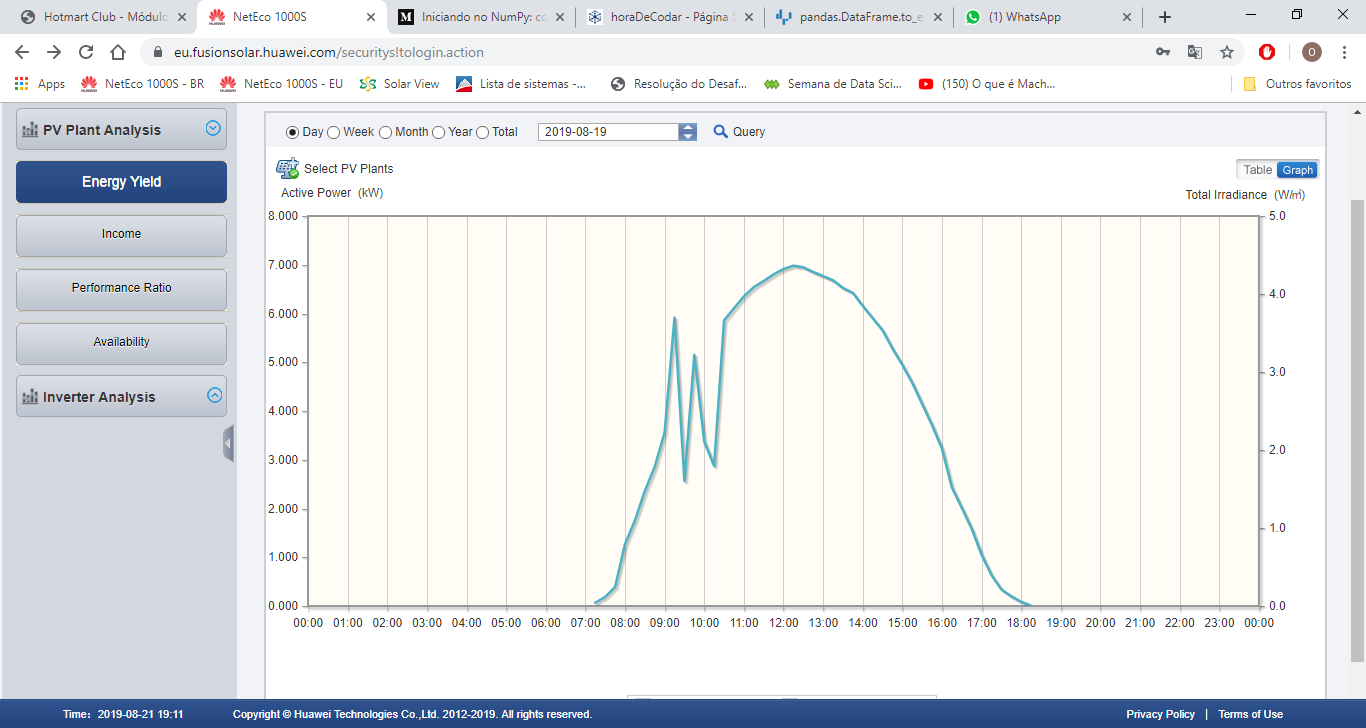 Hotmart Club - Módulo
NetEco 1000S
Iniciando no NumPy: co
horaDeCodar - Página
pandas.DataFrame.to_e
(1) WhatsApp
eu.fusionsolar.huawei.com/securitys!tologin.action
O
Apps
NetEco 1000S - BR
NetEco 1000S - EU
Solar View
Lista de sistemas -...
Resolução do Desaf...
Semana de Data Sci...
(150) O que é Mach...
Outros favoritos
PV Plant Analysis
Energy Yield
Income
Performance Ratio
Availability
Inverter Analysis
Day Week Month Year Total 2019-08-19 Query
Select PV Plants
Table Graph
Active Power (kW)
Total Irradiance (W/㎡)
8.000
7.000
6.000
5.000
4.000
3.000
2.000
1.000
0.000
5.0
4.0
3.0
2.0
1.0
0.0
00:00 01:00 02:00 03:00 04:00 05:00 06:00 07:00 08:00 09:00 10:00 11:00 12:00 13:00 14:00 15:00 16:00 17:00 18:00 19:00 20:00 21:00 22:00 23:00 00:00
Time: 2019-08-21 19:11
Copyright © Huawei Technologies Co.,Ltd. 2012-2019. All rights reserved.
Privacy Policy | Terms of Use